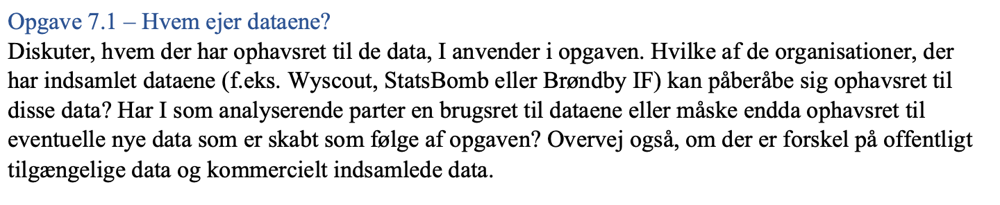 Opgave 7.1 – Hvem ejer dataene?
Diskuter, hvem der har ophavsret til de data, I anvender i opgaven. Hvilke af de organisationer, der
har indsamlet dataene (f.eks. Wyscout, StatsBomb eller Brøndby IF) kan påberåbe sig ophavsret til
disse data? Har I som analyserende parter en brugsret til dataene eller måske endda ophavsret til
eventuelle nye data som er skabt som følge af opgaven? Overvej også, om der er forskel på offentligt
tilgængelige data og kommercielt indsamlede data.